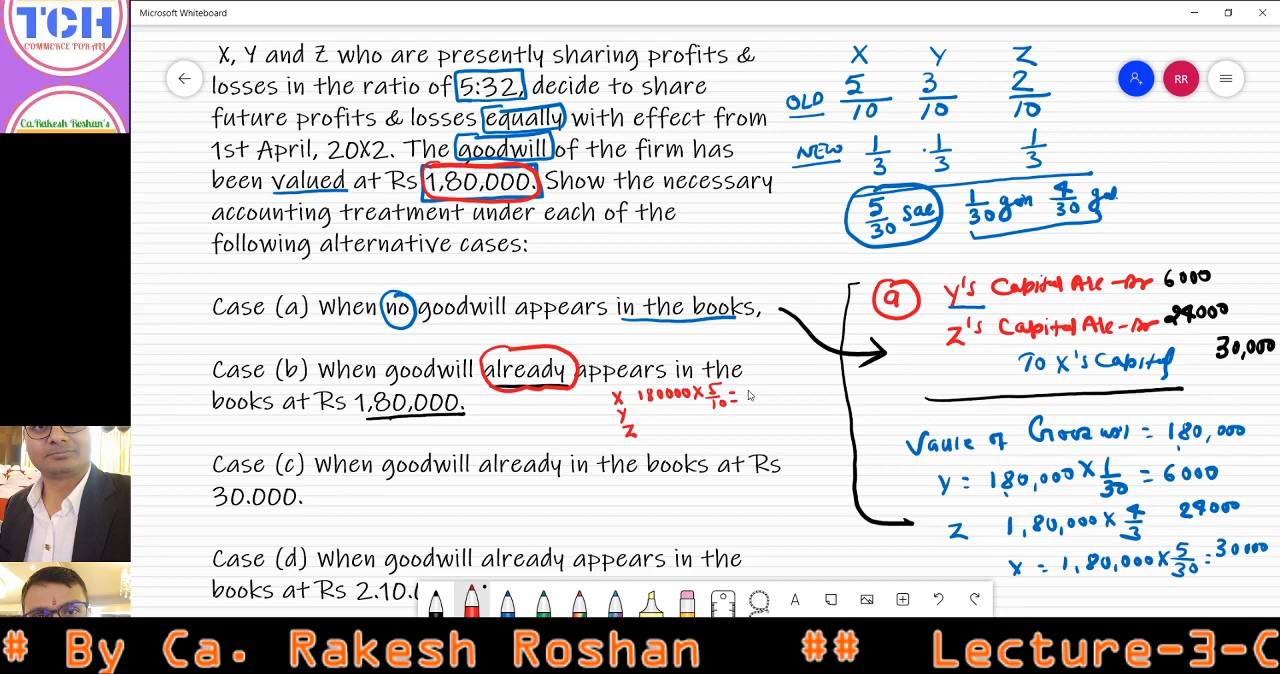 TCH
COMMERCE FOR ALL
Ca.Rakesh Roshan's
Microsoft Whiteboard
RR
X, Y and Z who are presently sharing profits &
losses in the ratio of 5:32, decide to share
future profits & losses equally with effect from
1st April, 20X2. The goodwill of the firm has
been valued at Rs 1,80,000. Show the necessary
accounting treatment under each of the
following alternative cases:
Case (a) When no goodwill appears in the books,
Case (b) When goodwill already appears in the
books at Rs 1,80,000.
X 180000 X 5/10 =
Y
Z
Case (c) When goodwill already in the books at Rs
30.000.
Case (d) When goodwill already appears in the
books at Rs 2.10.
X Y Z
OLD 5/10 3/10 2/10
NEW 1/3 1/3 1/3
5/30 sac 1/30 gain 4/30
a Y's Capital A/c - Dr 6000
Z's Capital A/c - Dr 24000
To X's Capital 30,000
Vaule of Goodwill = 180,000
Y = 180,000 X 1/30 = 6000
Z 1,80,000 X 4/3 24000
X = 1,80,000 X 5/30 = 30000
# By Ca. Rakesh Roshan ## Lecture-3-C